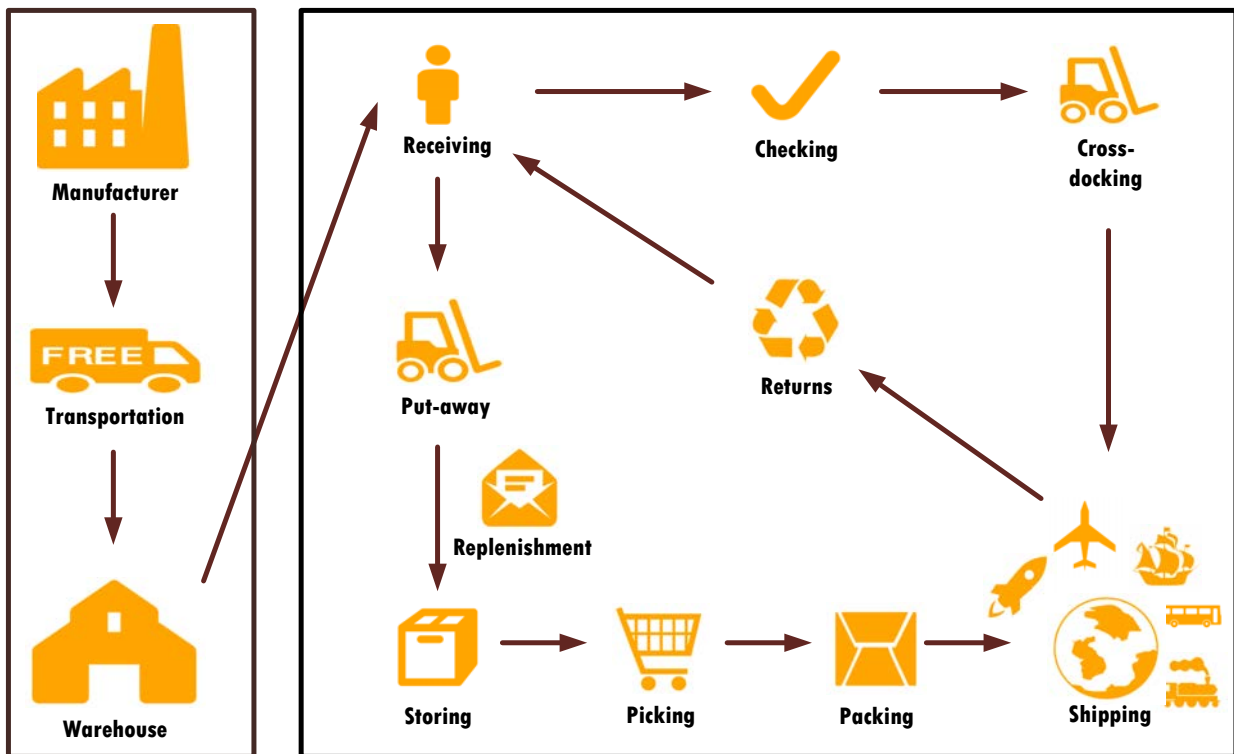 Manufacturer
FREE
Transportation
Warehouse
Receiving
Checking
Cross-
docking
Put-away
Returns
Replenishment
Storing
Picking
Packing
Shipping